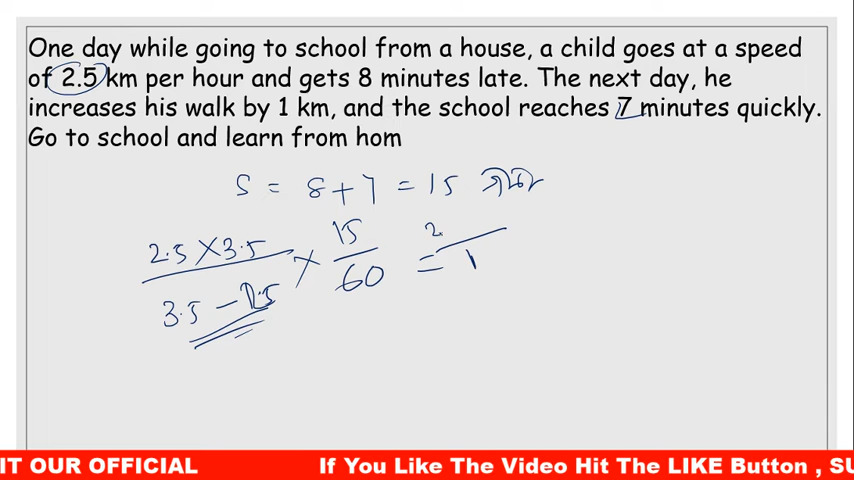 One day while going to school from a house, a child goes at a speed
of 2.5 km per hour and gets 8 minutes late. The next day, he
increases his walk by 1 km, and the school reaches 7 minutes quickly.
Go to school and learn from hom
S = 8 + 7 = 15
2.5 × 3.5 / 3.5 − 2.5 × 15 / 60 = 2. / 1
IT OUR OFFICIAL If You Like The Video Hit The LIKE Button , SU